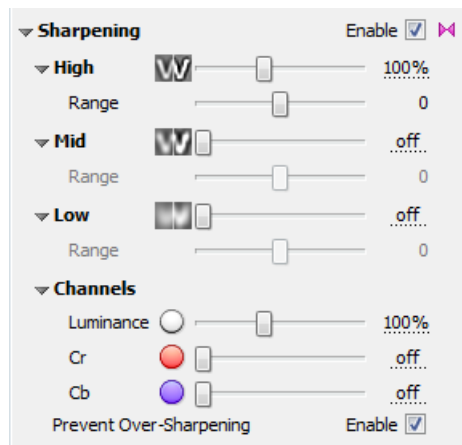 Sharpening Enable
High 100%
Range 0
Mid off
Range 0
Low off
Range 0
Channels
Luminance 100%
Cr off
Cb off
Prevent Over-Sharpening Enable